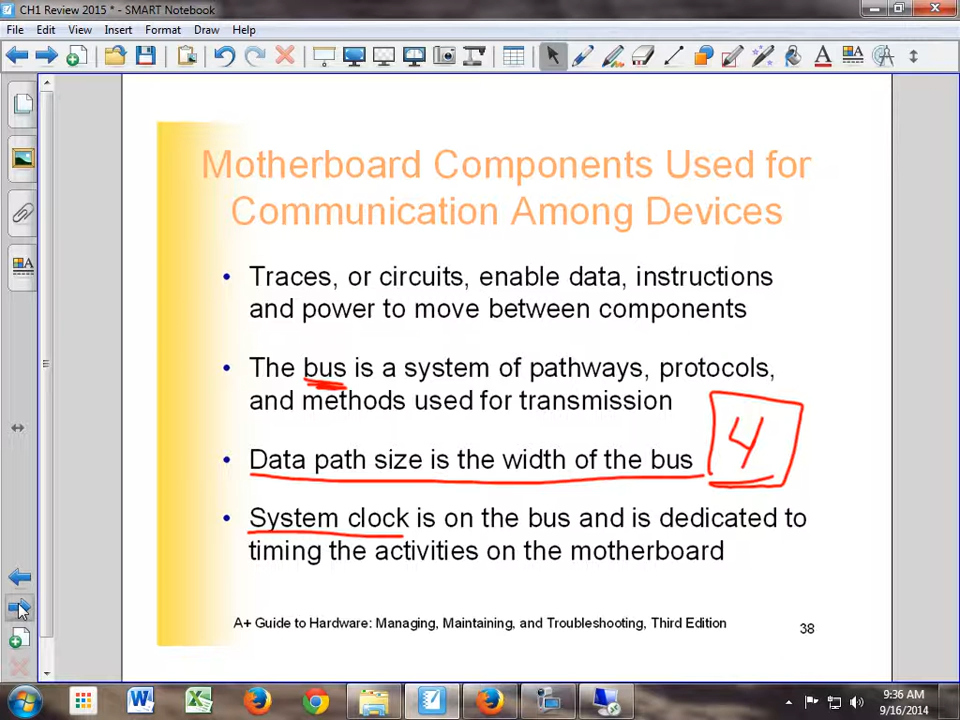 CH1 Review 2015 * - SMART Notebook
File Edit View Insert Format Draw Help
Motherboard Components Used for
Communication Among Devices
• Traces, or circuits, enable data, instructions
and power to move between components
• The bus is a system of pathways, protocols,
and methods used for transmission
4
• Data path size is the width of the bus
• System clock is on the bus and is dedicated to
timing the activities on the motherboard
A+ Guide to Hardware: Managing, Maintaining, and Troubleshooting, Third Edition
38
9:36 AM
9/16/2014